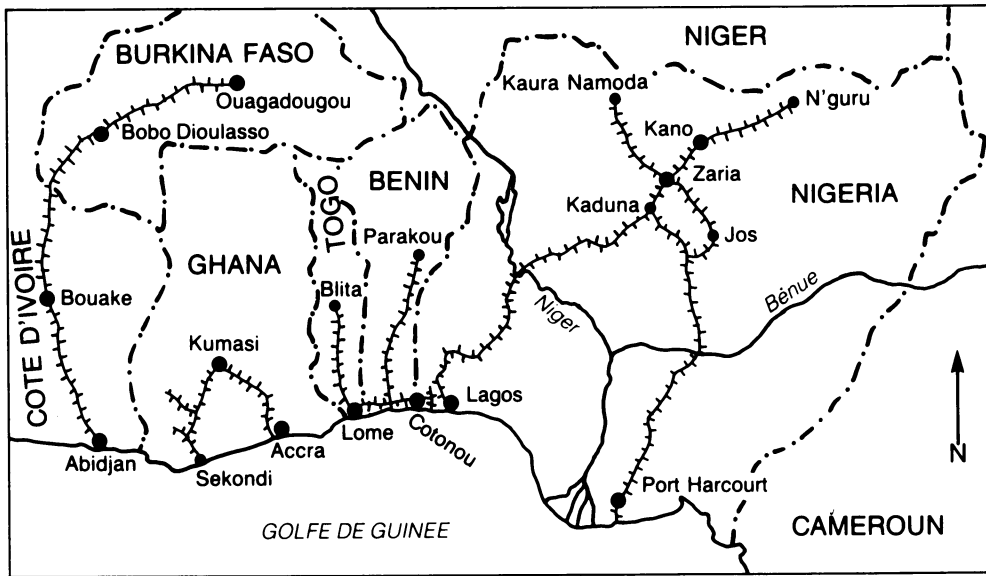 NIGER
BURKINA FASO
Kaura Namoda
N'guru
Ouagadougou
Bobo Dioulasso
Kano
Zaria
BENIN
TOGO
NIGERIA
Kaduna
Parakou
Jos
GHANA
COTE D'IVOIRE
Bouake
Blita
Niger
Bénue
Kumasi
Lagos
Abidjan
Sekondi
Accra
Lome
Cotonou
N
Port Harcourt
GOLFE DE GUINEE
CAMEROUN